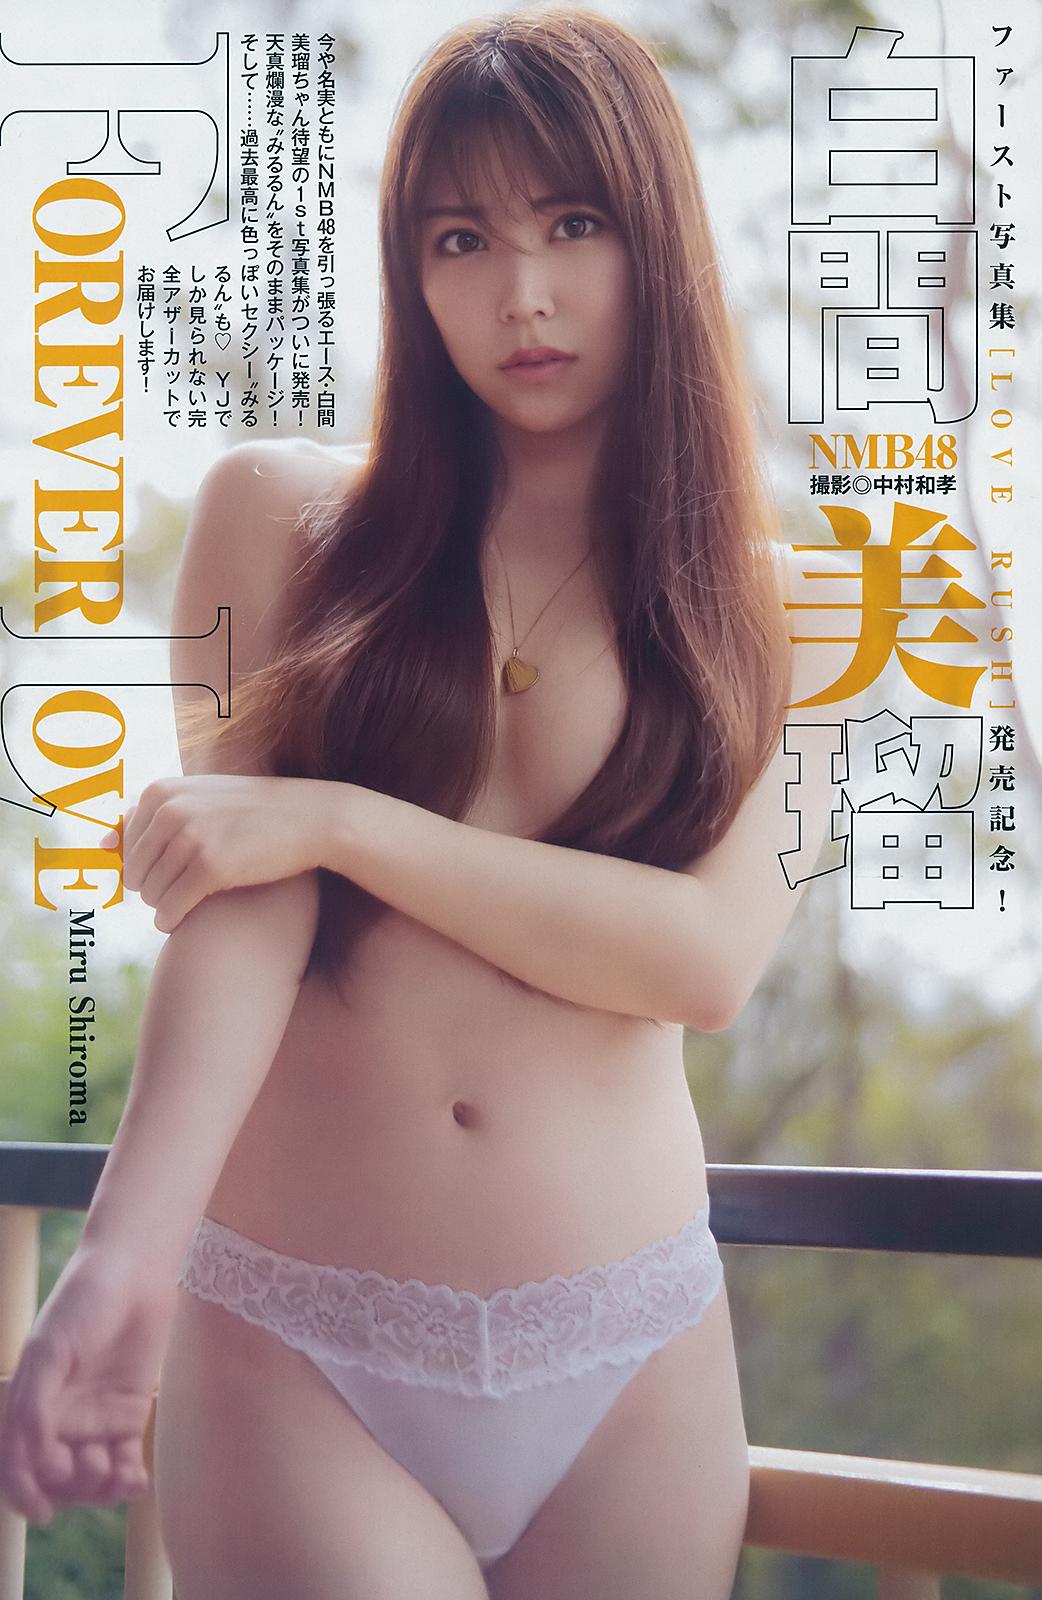 ファースト写真集[LOVE RUSH]発売記念!
白間
NMB48
撮影◎中村和孝
美瑠
今や名実ともにNMB48を引っ張るエース・白間
美瑠ちゃん待望の1st写真集がついに発売!
天真爛漫な〝みるるん〟をそのままパッケージ!
そして……過去最高に色っぽいセクシー〝みる
るん〟も♡ YJで
しか見られない完
全アザーカットで
お届けします!
FOREVER LOVE
Miru Shiroma